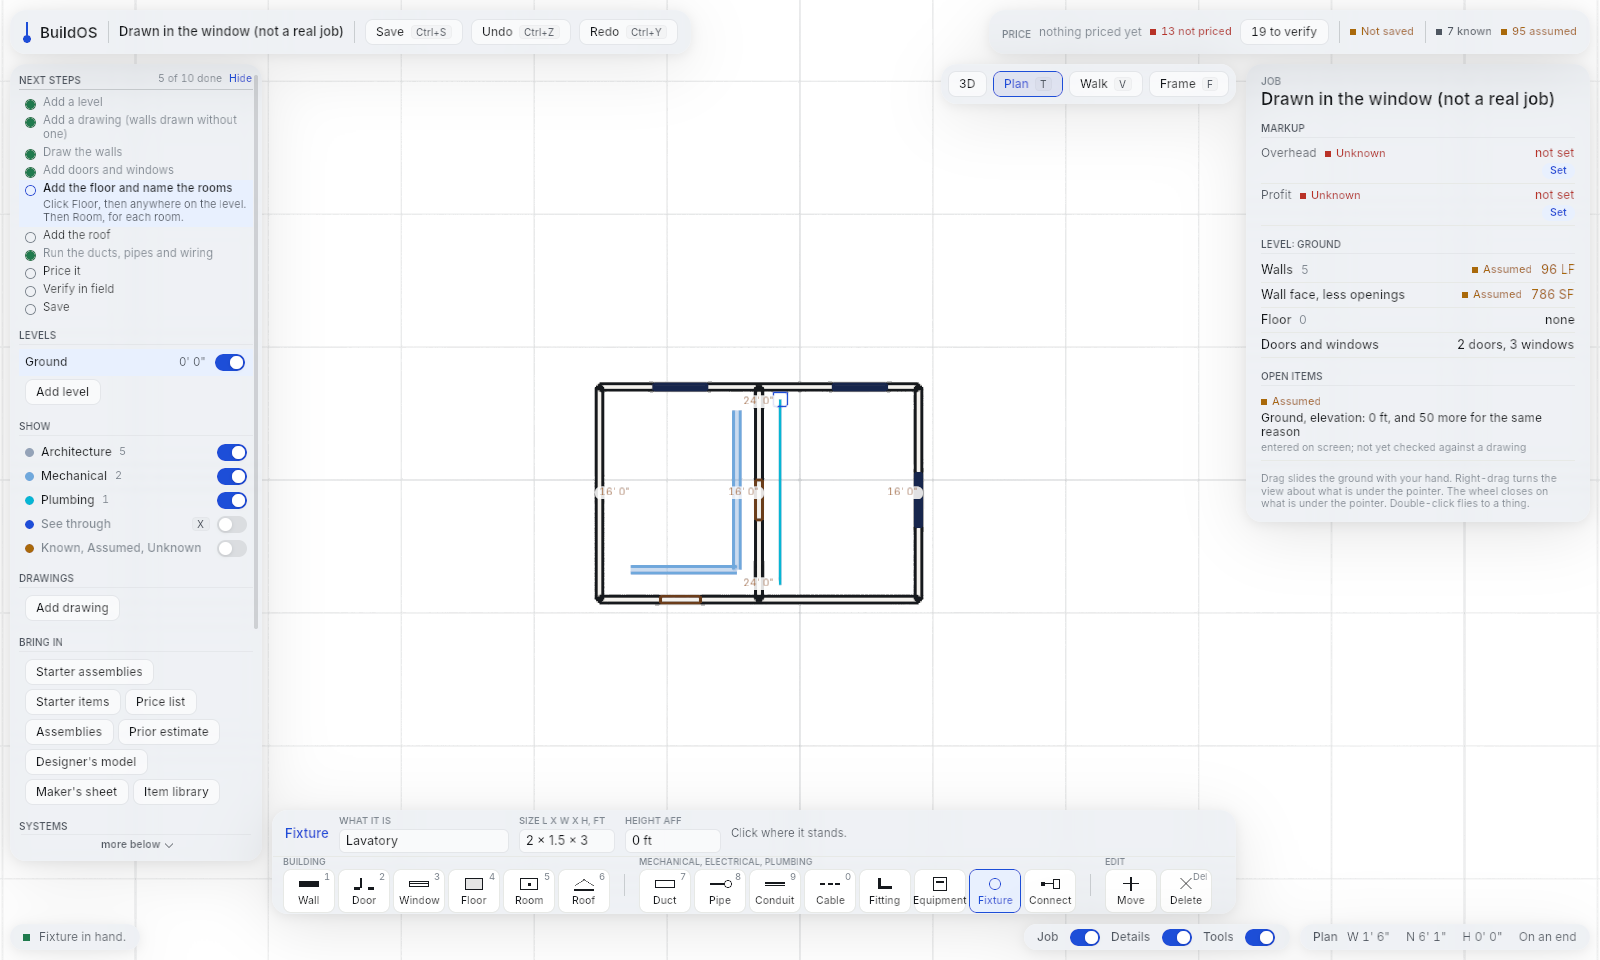 BuildOS
Drawn in the window (not a real job)
Save Ctrl+S
Undo Ctrl+Z
Redo Ctrl+Y
PRICE nothing priced yet 13 not priced 19 to verify Not saved 7 known 95 assumed
NEXT STEPS 5 of 10 done Hide
Add a level
Add a drawing (walls drawn without
one)
Draw the walls
Add doors and windows
Add the floor and name the rooms
Click Floor, then anywhere on the level.
Then Room, for each room.
Add the roof
Run the ducts, pipes and wiring
Price it
Verify in field
Save
LEVELS
Ground 0' 0"
Add level
SHOW
Architecture 5
Mechanical 2
Plumbing 1
See through X
Known, Assumed, Unknown
DRAWINGS
Add drawing
BRING IN
Starter assemblies
Starter items Price list
Assemblies Prior estimate
Designer's model
Maker's sheet Item library
SYSTEMS
more below
3D Plan T Walk V Frame F
24' 0"
16' 0" 16' 0" 16' 0"
24' 0"
JOB
Drawn in the window (not a real job)
MARKUP
Overhead Unknown not set
Set
Profit Unknown not set
Set
LEVEL: GROUND
Walls 5 Assumed 96 LF
Wall face, less openings Assumed 786 SF
Floor 0 none
Doors and windows 2 doors, 3 windows
OPEN ITEMS
Assumed
Ground, elevation: 0 ft, and 50 more for the same
reason
entered on screen; not yet checked against a drawing
Drag slides the ground with your hand. Right-drag turns the
view about what is under the pointer. The wheel closes on
what is under the pointer. Double-click flies to a thing.
Fixture
WHAT IT IS
Lavatory
SIZE L X W X H, FT
2 × 1.5 × 3
HEIGHT AFF
0 ft
Click where it stands.
BUILDING
Wall 1
Door 2
Window 3
Floor 4
Room 5
Roof 6
MECHANICAL, ELECTRICAL, PLUMBING
Duct 7
Pipe 8
Conduit 9
Cable 0
Fitting
Equipment
Fixture
Connect
EDIT
Move
Delete Del
Fixture in hand.
Job Details Tools
Plan W 1' 6" N 6' 1" H 0' 0" On an end